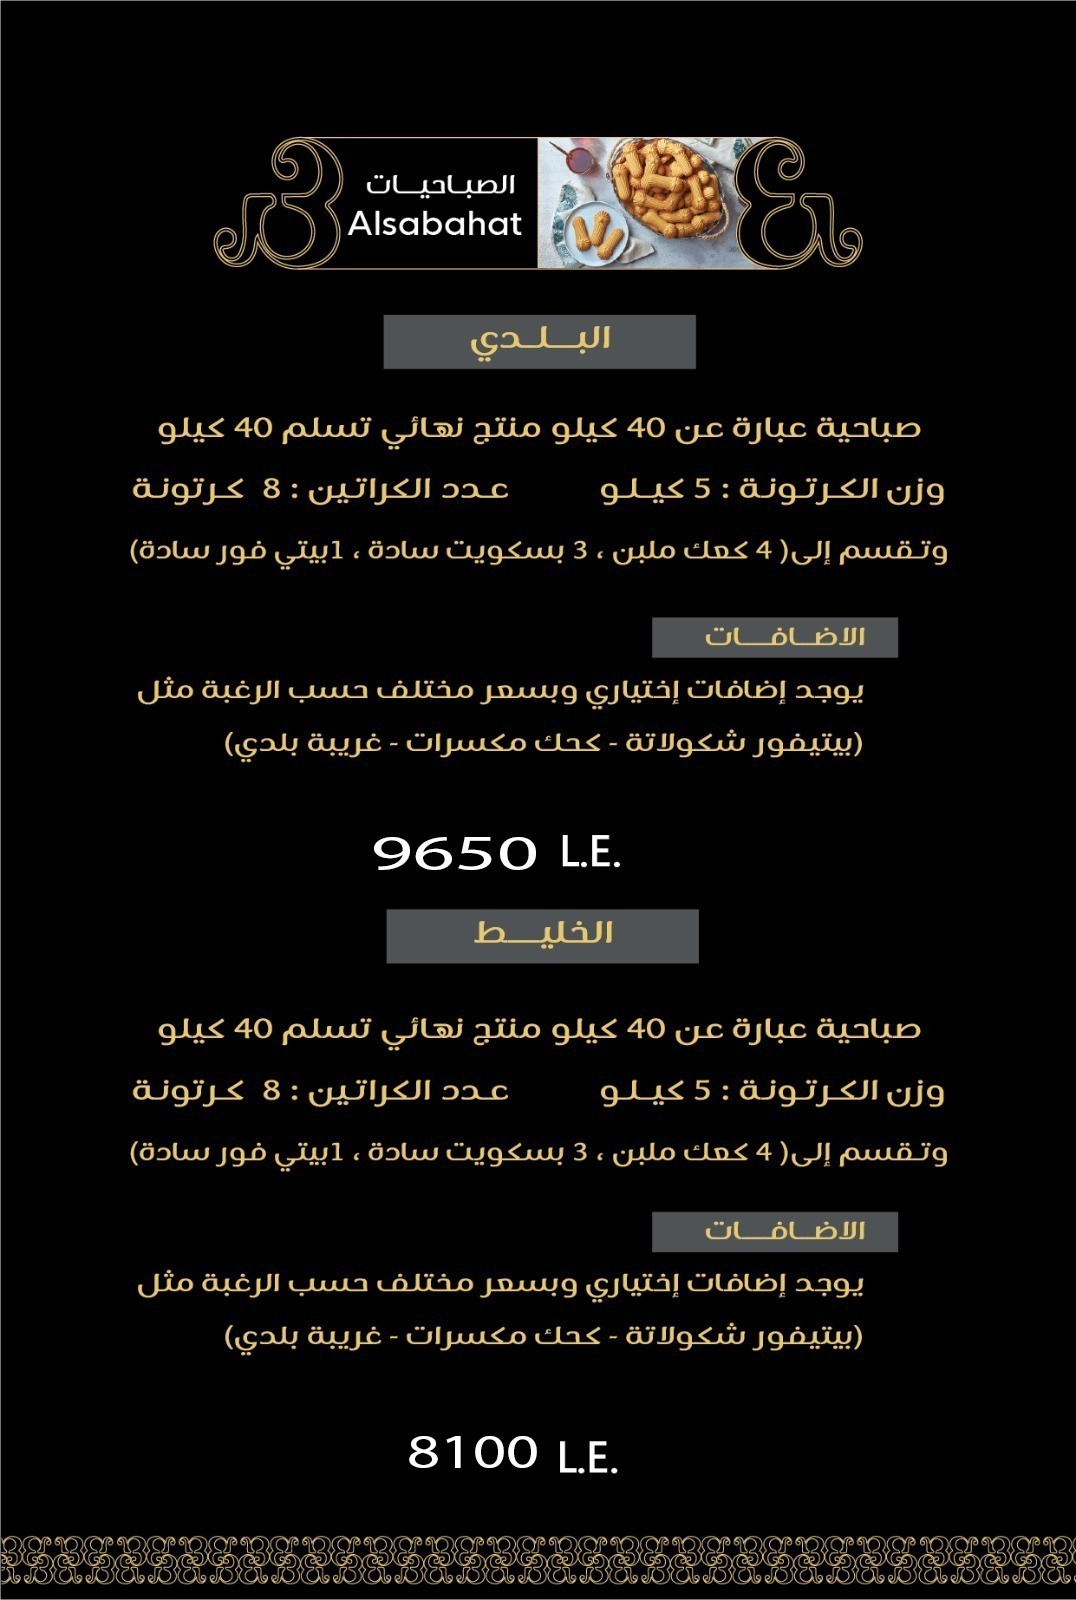 الصباحيات
Alsabahat
البلدي
صباحية عبارة عن 40 كيلو منتج نهائي تسلم 40 كيلو
وزن الكرتونة : 5 كيلو عدد الكراتين : 8 كرتونة
وتقسم إلى( 4 كعك ملبن ، 3 بسكويت سادة ، 1بيتي فور سادة)
الاضافات
يوجد إضافات إختياري وبسعر مختلف حسب الرغبة مثل
(بيتيفور شكولاتة - كحك مكسرات - غريبة بلدي)
9650 L.E.
الخليط
صباحية عبارة عن 40 كيلو منتج نهائي تسلم 40 كيلو
وزن الكرتونة : 5 كيلو عدد الكراتين : 8 كرتونة
وتقسم إلى( 4 كعك ملبن ، 3 بسكويت سادة ، 1بيتي فور سادة)
الاضافات
يوجد إضافات إختياري وبسعر مختلف حسب الرغبة مثل
(بيتيفور شكولاتة - كحك مكسرات - غريبة بلدي)
8100 L.E.